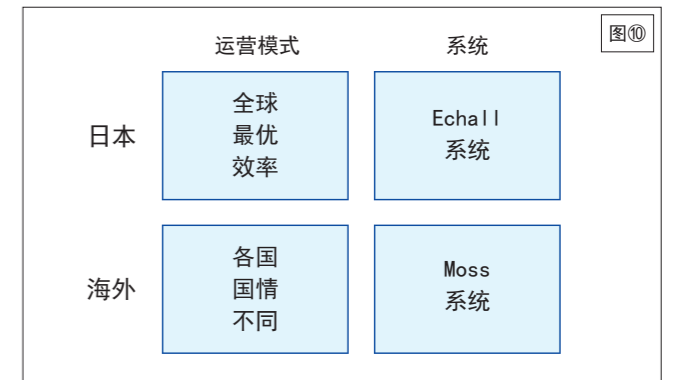 图⑩
运营模式
系统
日本
全球
最优
效率
Echall
系统
海外
各国
国情
不同
Moss
系统